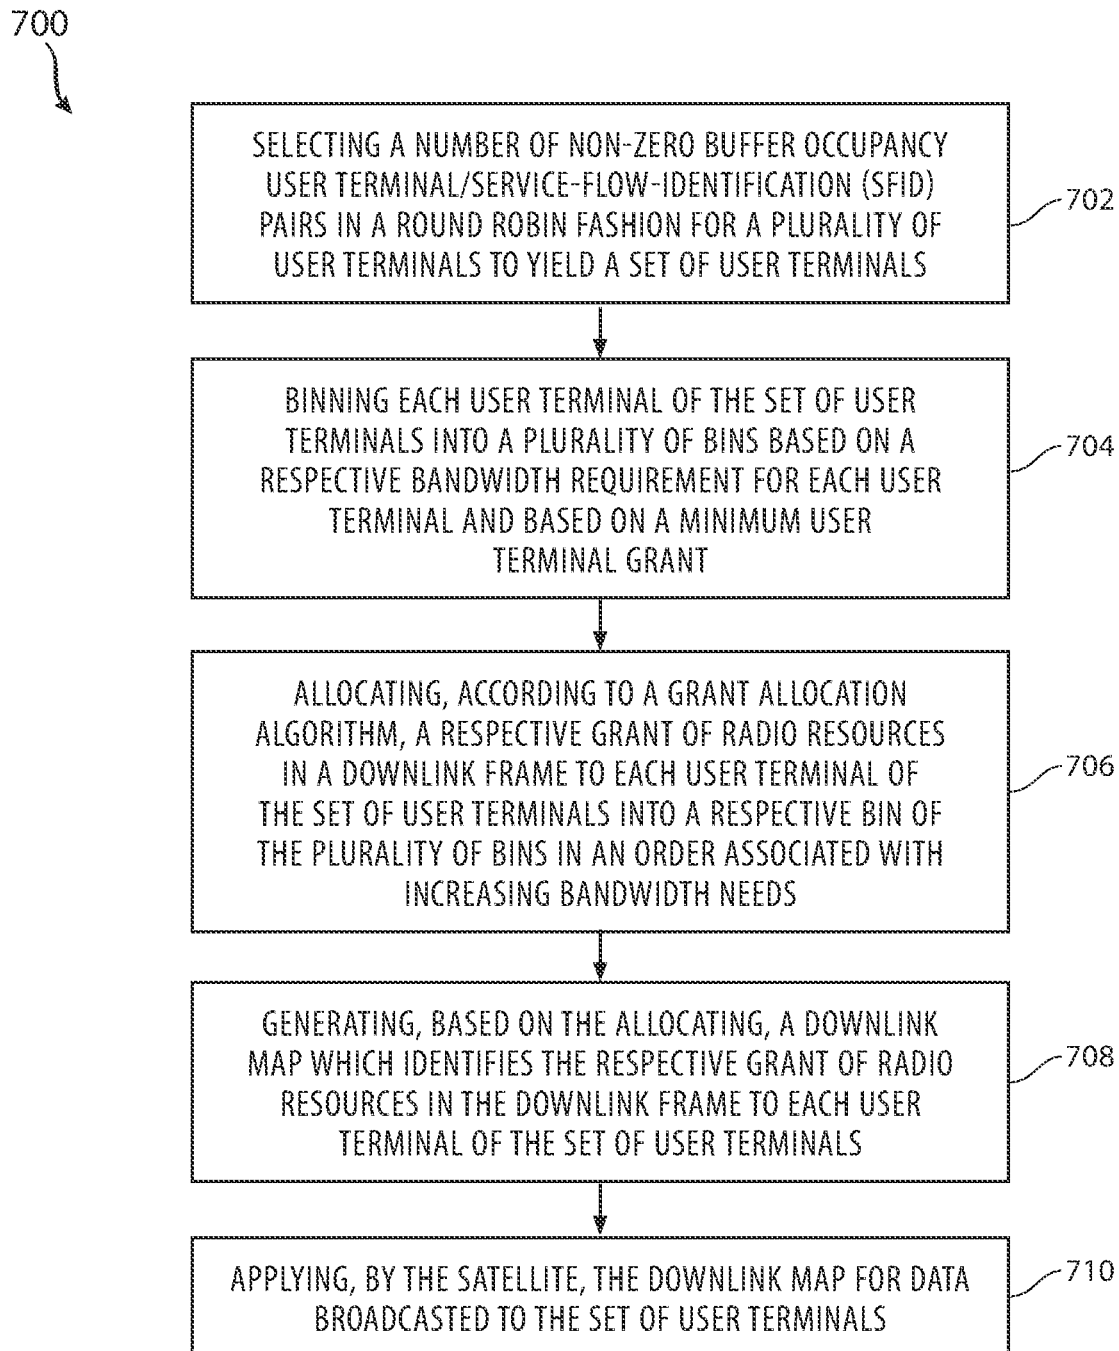 700
SELECTING A NUMBER OF NON-ZERO BUFFER OCCUPANCY
USER TERMINAL/SERVICE-FLOW-IDENTIFICATION (SFID)
PAIRS IN A ROUND ROBIN FASHION FOR A PLURALITY OF
USER TERMINALS TO YIELD A SET OF USER TERMINALS
702
BINNING EACH USER TERMINAL OF THE SET OF USER
TERMINALS INTO A PLURALITY OF BINS BASED ON A
RESPECTIVE BANDWIDTH REQUIREMENT FOR EACH USER
TERMINAL AND BASED ON A MINIMUM USER
TERMINAL GRANT
704
ALLOCATING, ACCORDING TO A GRANT ALLOCATION
ALGORITHM, A RESPECTIVE GRANT OF RADIO RESOURCES
IN A DOWNLINK FRAME TO EACH USER TERMINAL OF
THE SET OF USER TERMINALS INTO A RESPECTIVE BIN OF
THE PLURALITY OF BINS IN AN ORDER ASSOCIATED WITH
INCREASING BANDWIDTH NEEDS
706
GENERATING, BASED ON THE ALLOCATING, A DOWNLINK
MAP WHICH IDENTIFIES THE RESPECTIVE GRANT OF RADIO
RESOURCES IN THE DOWNLINK FRAME TO EACH USER
TERMINAL OF THE SET OF USER TERMINALS
708
APPLYING, BY THE SATELLITE, THE DOWNLINK MAP FOR DATA
BROADCASTED TO THE SET OF USER TERMINALS
710